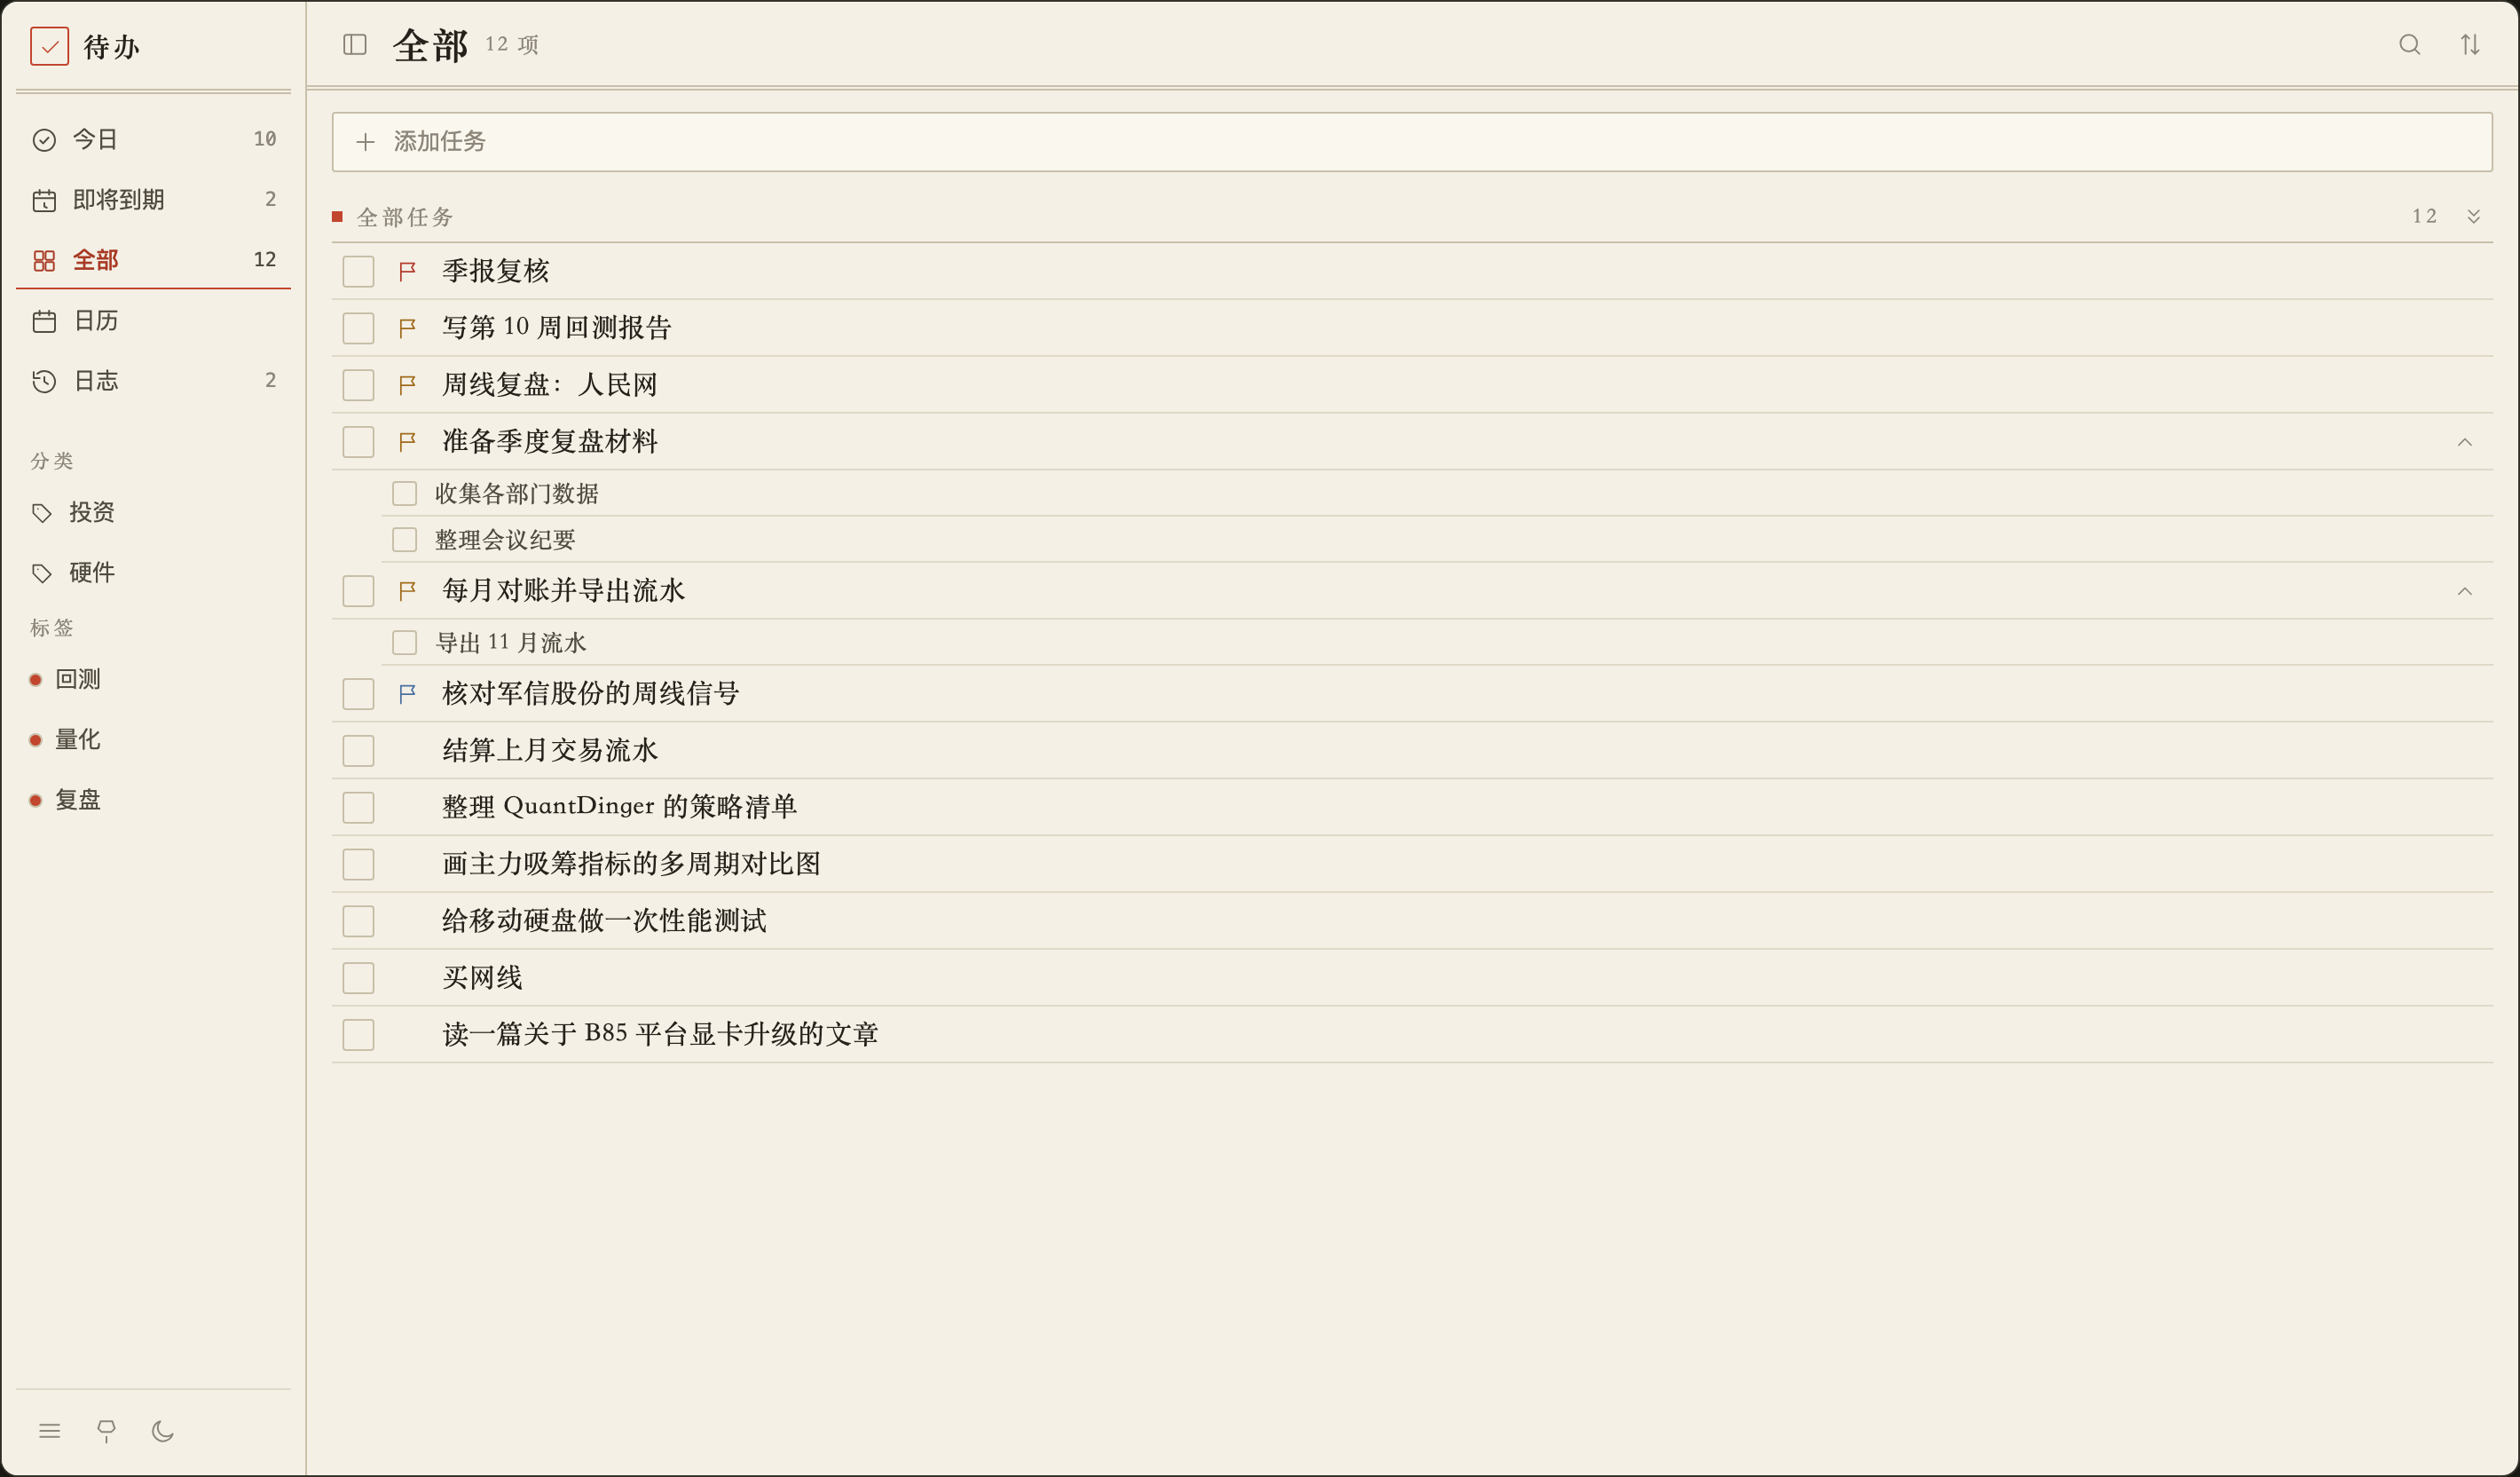 待办
今日 10
即将到期 2
全部 12
日历
日志 2
分类
投资
硬件
标签
回测
量化
复盘
全部 12 项
添加任务
全部任务 12
季报复核
写第 10 周回测报告
周线复盘：人民网
准备季度复盘材料
收集各部门数据
整理会议纪要
每月对账并导出流水
导出 11 月流水
核对军信股份的周线信号
结算上月交易流水
整理 QuantDinger 的策略清单
画主力吸筹指标的多周期对比图
给移动硬盘做一次性能测试
买网线
读一篇关于 B85 平台显卡升级的文章